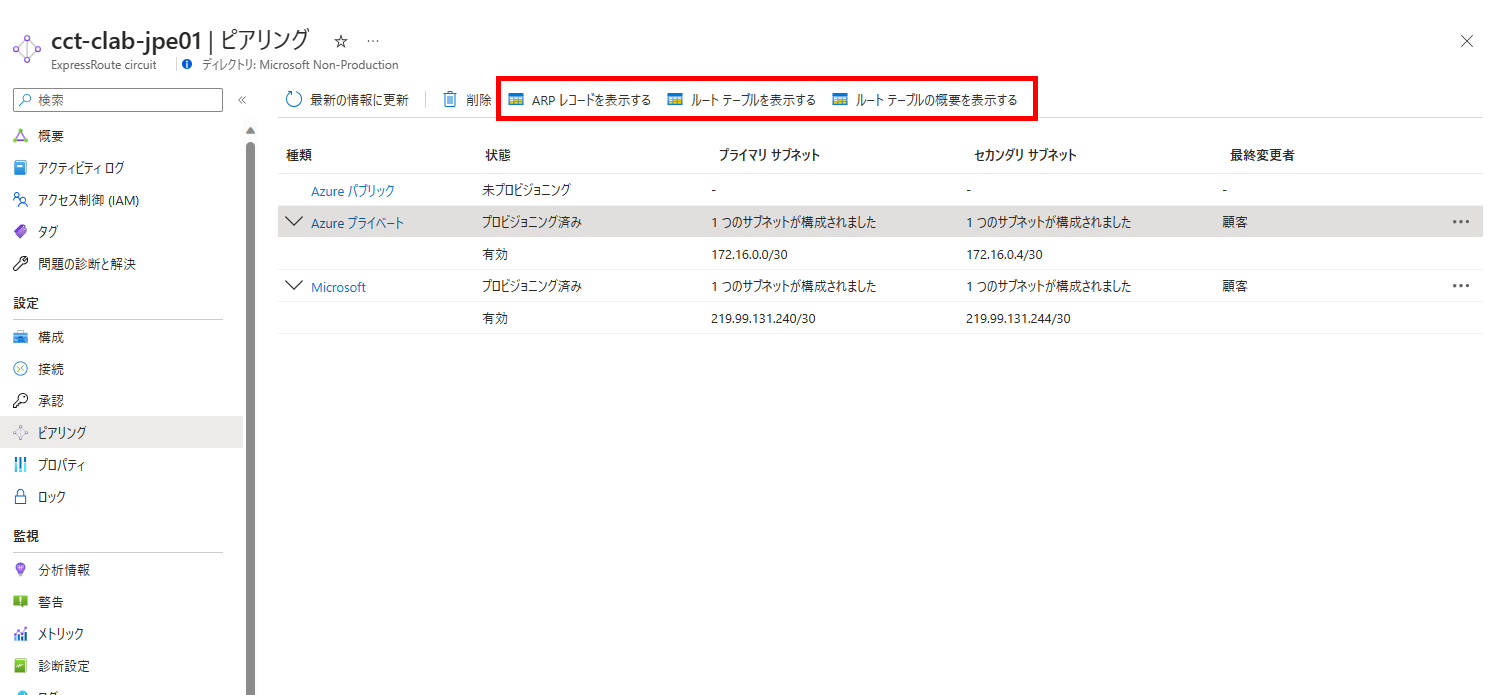 cct-clab-jpe01 | ピアリング ☆ …
ExpressRoute circuit ディレクトリ: Microsoft Non-Production
検索 «
概要
アクティビティ ログ
アクセス制御 (IAM)
タグ
問題の診断と解決
設定
構成
接続
承認
ピアリング
プロパティ
ロック
監視
分析情報
警告
メトリック
診断設定
ログ
最新の情報に更新 削除 ARP レコードを表示する ルート テーブルを表示する ルート テーブルの概要を表示する
種類 状態 プライマリ サブネット セカンダリ サブネット 最終変更者
Azure パブリック 未プロビジョニング - - -
Azure プライベート プロビジョニング済み 1 つのサブネットが構成されました 1 つのサブネットが構成されました 顧客 •••
有効 172.16.0.0/30 172.16.0.4/30
Microsoft プロビジョニング済み 1 つのサブネットが構成されました 1 つのサブネットが構成されました 顧客 •••
有効 219.99.131.240/30 219.99.131.244/30